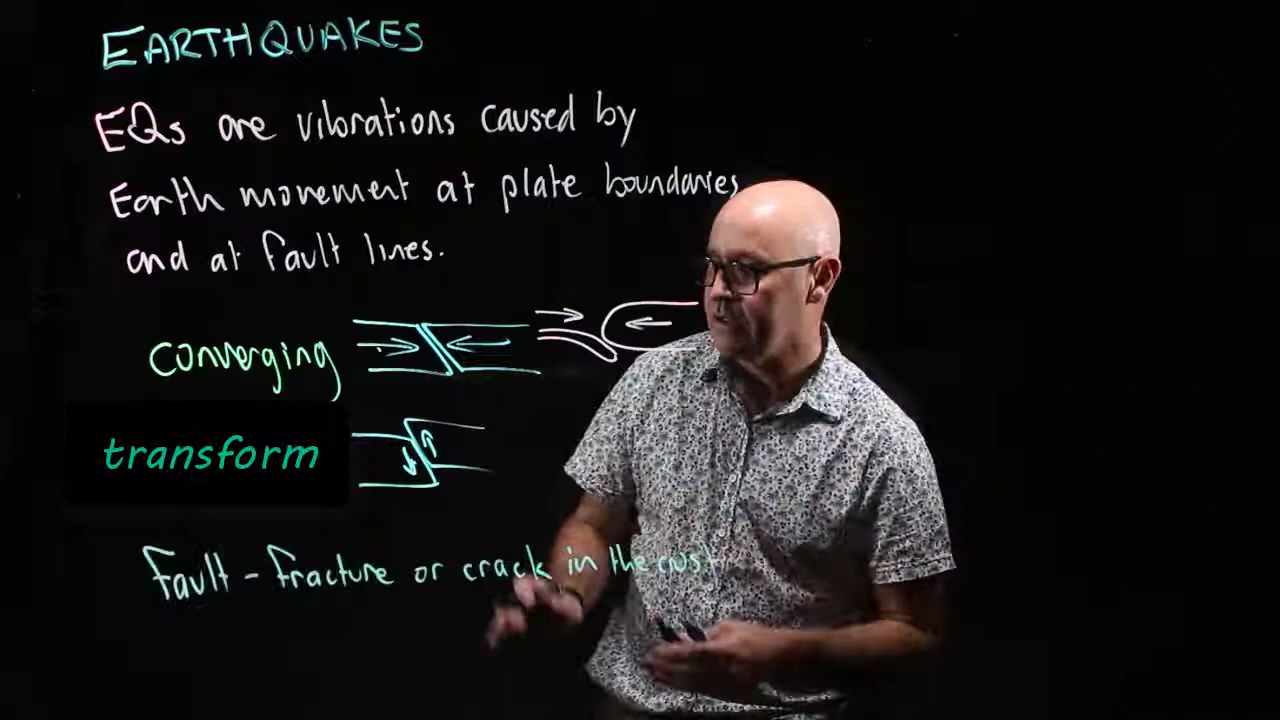 EARTHQUAKES
EQs are vibrations caused by
Earth movement at plate boundaries
and at fault lines.
converging
transform
Fault - fracture or crack in the crust